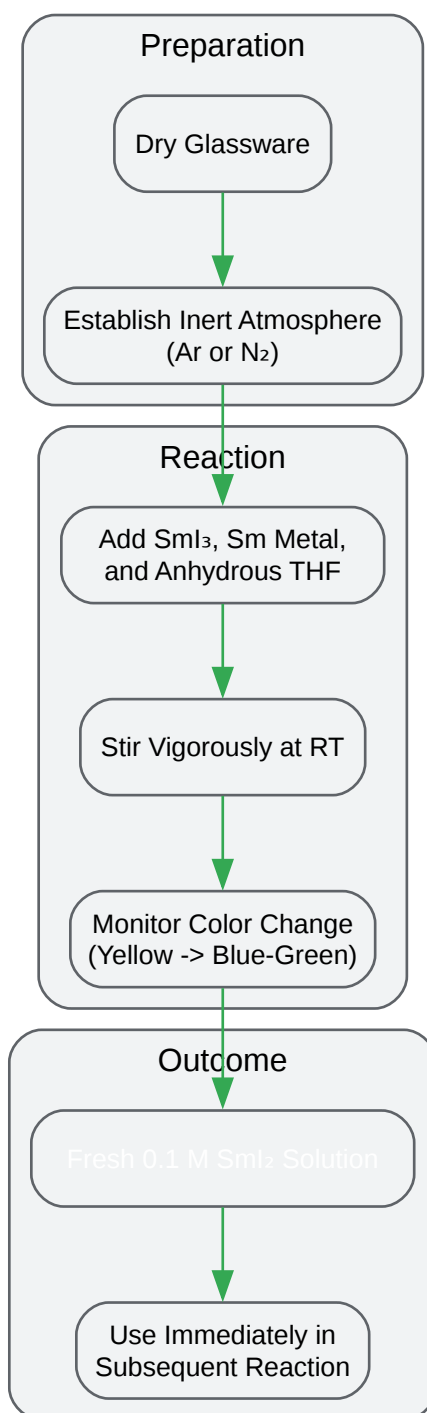 Preparation
Dry Glassware
Establish Inert Atmosphere
(Ar or N₂)
Reaction
Add SmI₃, Sm Metal,
and Anhydrous THF
Stir Vigorously at RT
Monitor Color Change
(Yellow -> Blue-Green)
Outcome
Fresh 0.1 M SmI₂ Solution
Use Immediately in
Subsequent Reaction